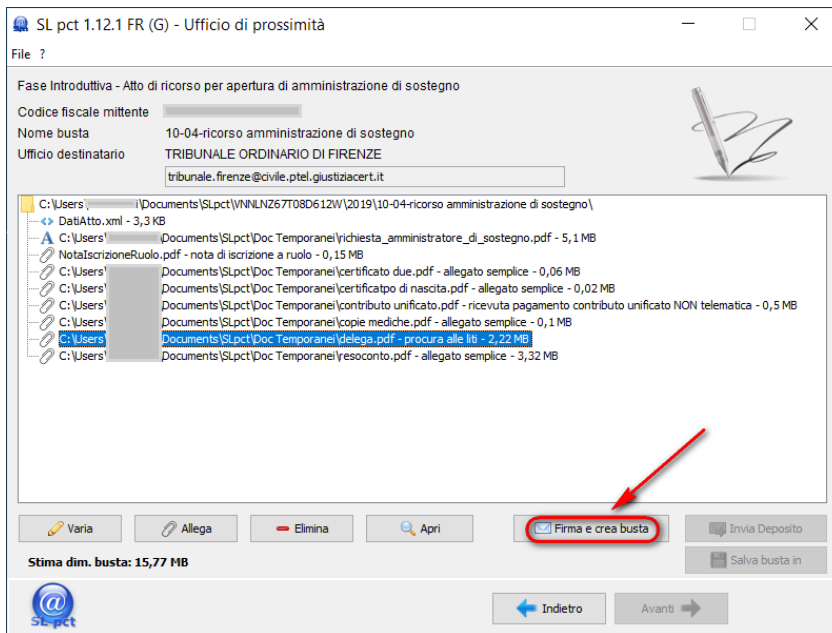 SL pct 1.12.1 FR (G) - Ufficio di prossimità
File ?
Fase Introduttiva - Atto di ricorso per apertura di amministrazione di sostegno
Codice fiscale mittente
Nome busta 10-04-ricorso amministrazione di sostegno
Ufficio destinatario TRIBUNALE ORDINARIO DI FIRENZE
tribunale.firenze@civile.ptel.giustiziacert.it
C:\Users\ i\Documents\SLpct\VNNLNZ67T08D612W\2019\10-04-ricorso amministrazione di sostegno\
DatiAtto.xml - 3,3 KB
A C:\Users\ \Documents\SLpct\Doc Temporanei\richiesta_amministratore_di_sostegno.pdf - 5,1 MB
NotaIscrizioneRuolo.pdf - nota di iscrizione a ruolo - 0,15 MB
C:\Users\ \Documents\SLpct\Doc Temporanei\certificato due.pdf - allegato semplice - 0,06 MB
C:\Users\ \Documents\SLpct\Doc Temporanei\certificatpo di nascita.pdf - allegato semplice - 0,02 MB
C:\Users\ \Documents\SLpct\Doc Temporanei\contributo unificato.pdf - ricevuta pagamento contributo unificato NON telematica - 0,5 MB
C:\Users\ \Documents\SLpct\Doc Temporanei\copie mediche.pdf - allegato semplice - 0,1 MB
C:\Users\ \Documents\SLpct\Doc Temporanei\delega.pdf - procura alle liti - 2,22 MB
C:\Users\ \Documents\SLpct\Doc Temporanei\resoconto.pdf - allegato semplice - 3,32 MB
Varia Allega Elimina Apri Firma e crea busta Invia Deposito
Stima dim. busta: 15,77 MB Salva busta in
SL pct Indietro Avanti